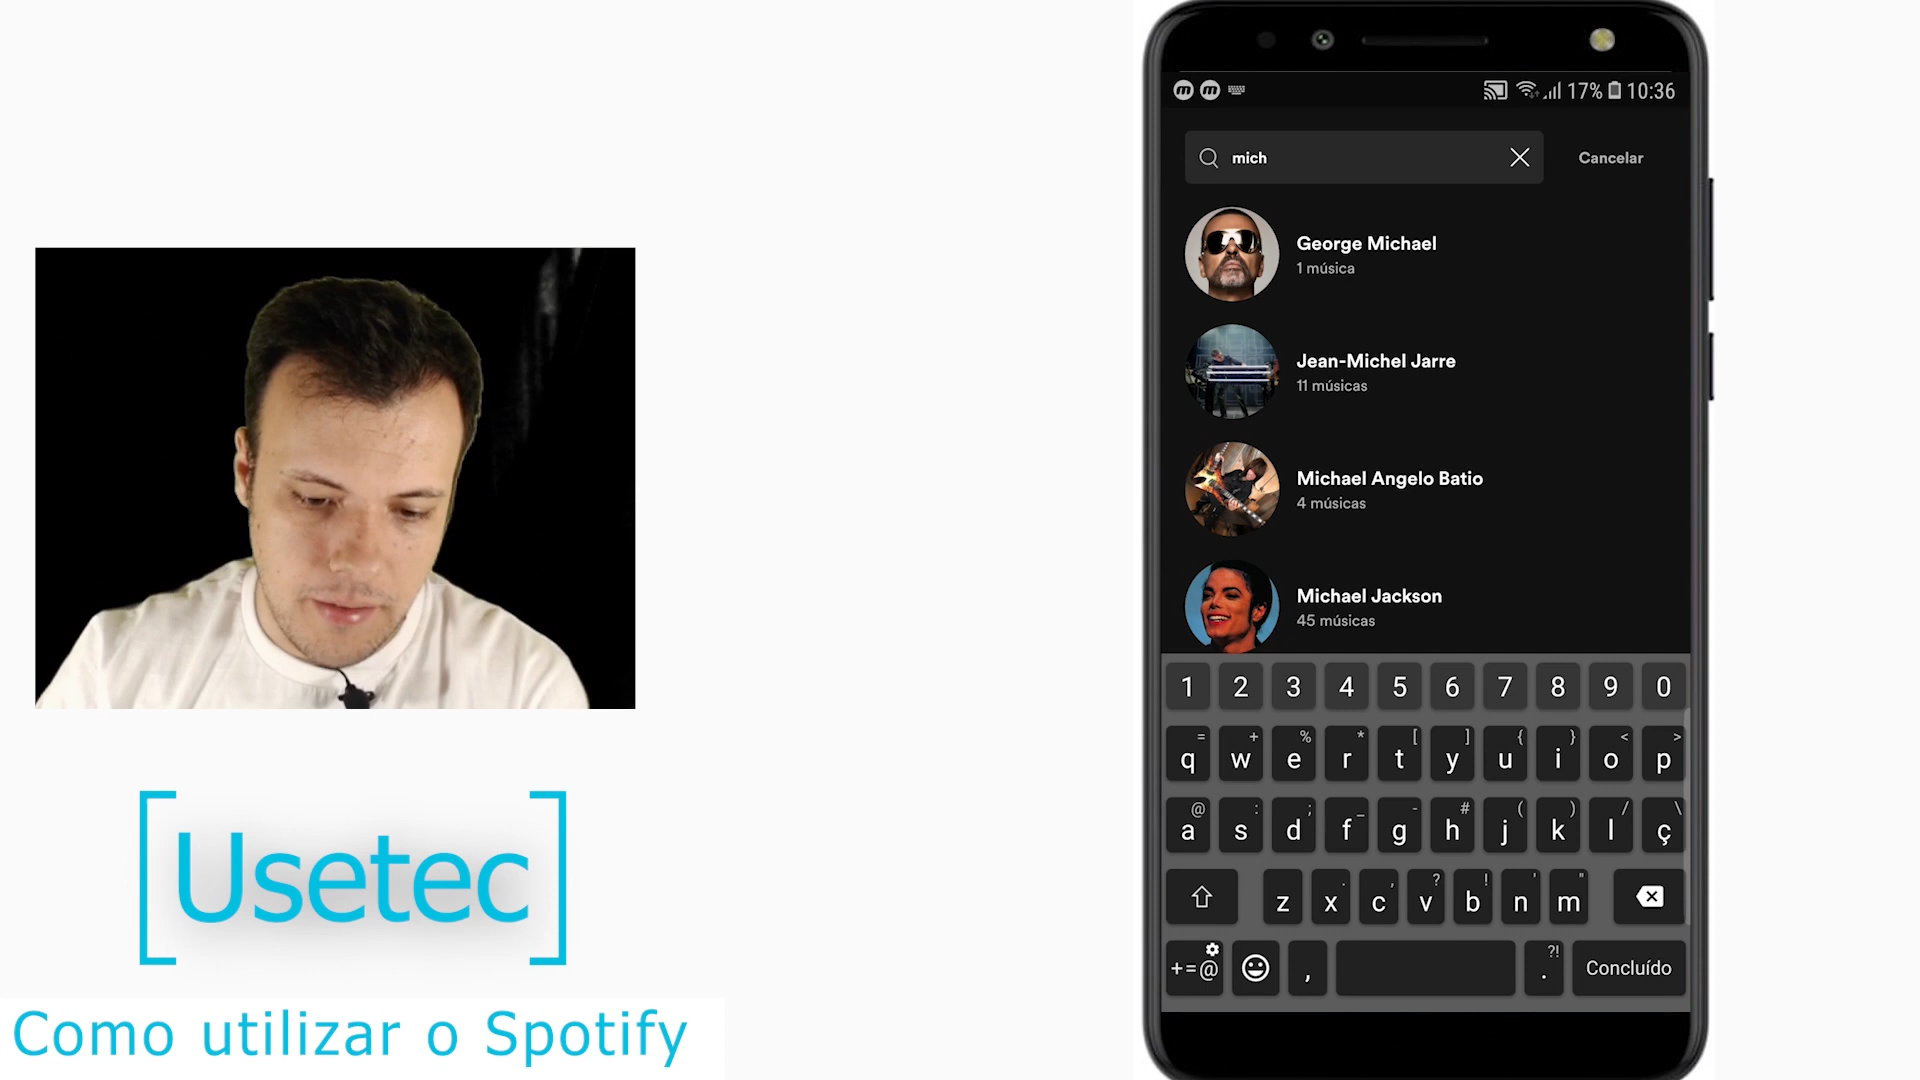 17% 10:36
mich
Cancelar
George Michael
1 música
Jean-Michel Jarre
11 músicas
Michael Angelo Batio
4 músicas
Michael Jackson
45 músicas
1 2 3 4 5 6 7 8 9 0
= + % * [ ] { } < >
q w e r t y u i o p
@ : ; _ - # ( ) / \
a s d f g h j k l ç
. , ? ! ' "
z x c v b n m
?!
+=@ , . Concluído
[Usetec]
Como utilizar o Spotify